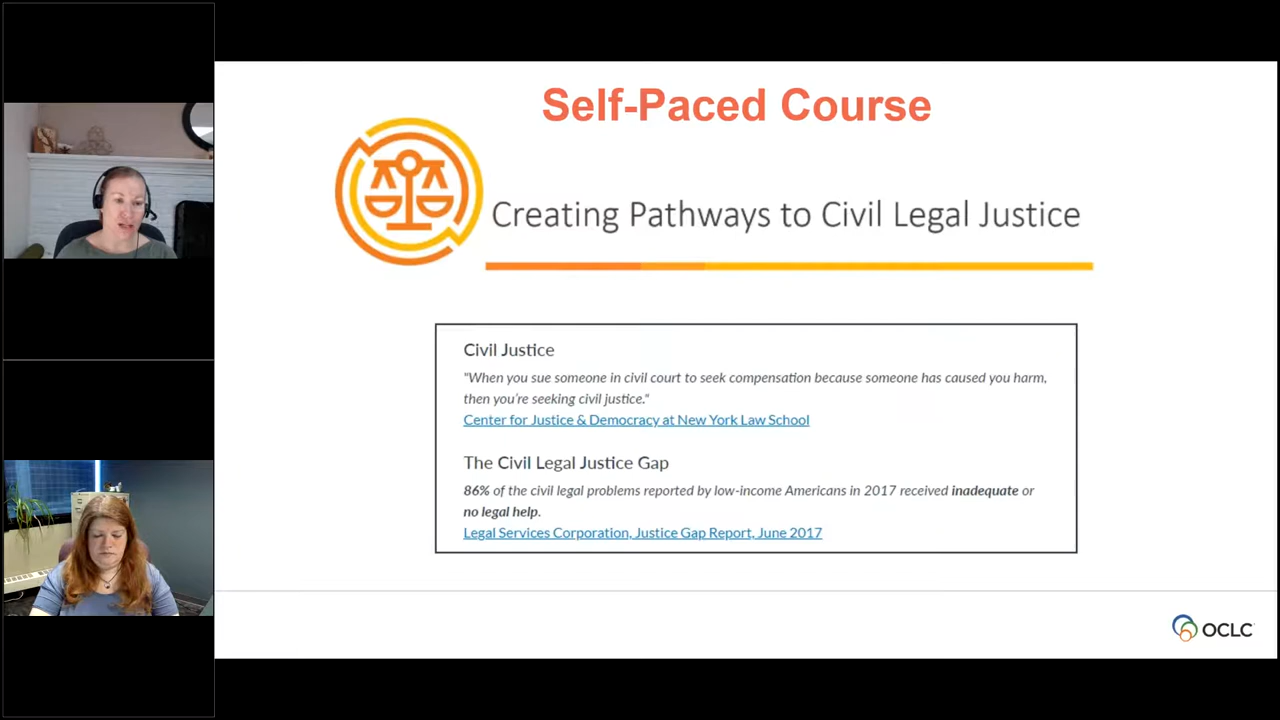 Self-Paced Course
Creating Pathways to Civil Legal Justice
Civil Justice
"When you sue someone in civil court to seek compensation because someone has caused you harm,
then you're seeking civil justice."
Center for Justice & Democracy at New York Law School
The Civil Legal Justice Gap
86% of the civil legal problems reported by low-income Americans in 2017 received inadequate or
no legal help.
Legal Services Corporation, Justice Gap Report, June 2017
OCLC